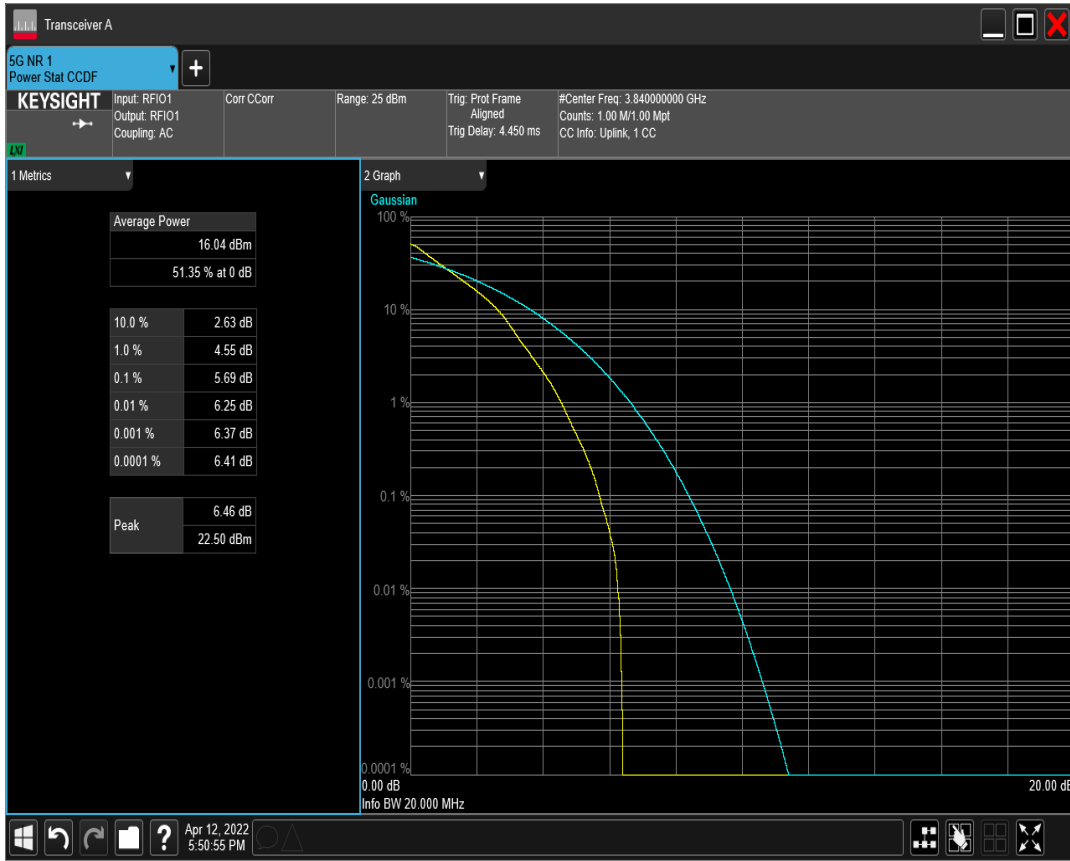 Transceiver A
5G NR 1
Power Stat CCDF
+
KEYSIGHT
LXI
Input: RFIO1
Output: RFIO1
Coupling: AC
Corr CCorr
Range: 25 dBm
Trig: Prot Frame
Aligned
Trig Delay: 4.450 ms
#Center Freq: 3.840000000 GHz
Counts: 1.00 M/1.00 Mpt
CC Info: Uplink, 1 CC
1 Metrics
Average Power
16.04 dBm
51.35 % at 0 dB
10.0 % 2.63 dB
1.0 % 4.55 dB
0.1 % 5.69 dB
0.01 % 6.25 dB
0.001 % 6.37 dB
0.0001 % 6.41 dB
Peak
6.46 dB
22.50 dBm
2 Graph
Gaussian
100 %
10 %
1 %
0.1 %
0.01 %
0.001 %
0.0001 %
0.00 dB 20.00 dB
Info BW 20.000 MHz
?
Apr 12, 2022
5:50:55 PM